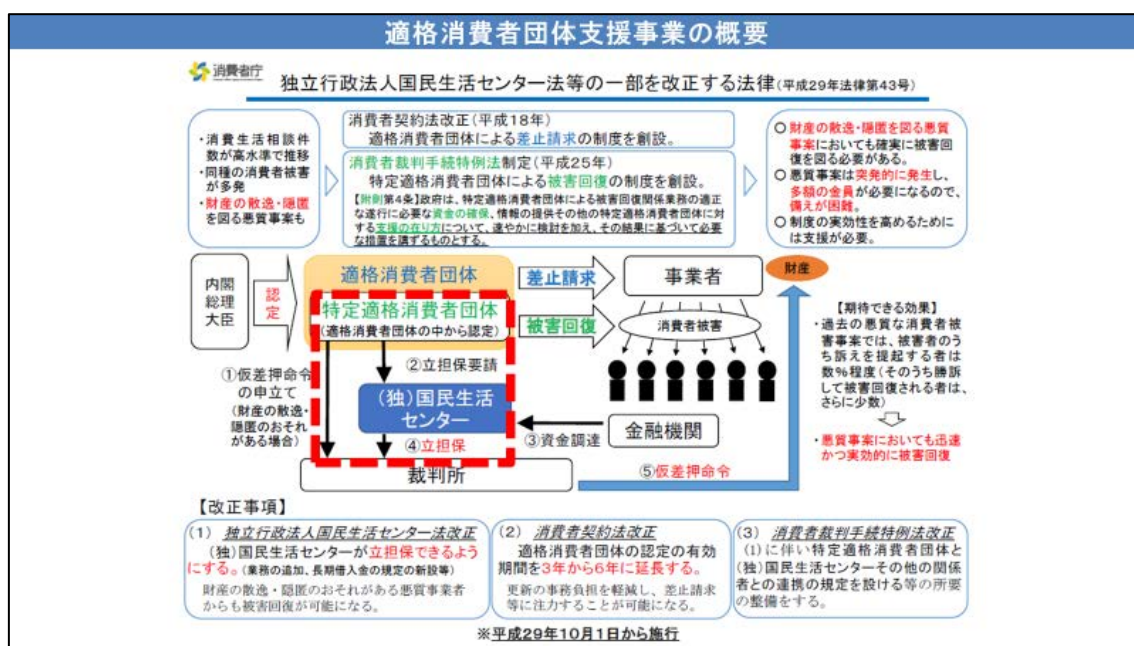 適格消費者団体支援事業の概要
消費者庁
独立行政法人国民生活センター法等の一部を改正する法律(平成29年法律第43号)
・消費生活相談件
数が高水準で推移
・同種の消費者被害
が多発
・財産の散逸・隠匿
を図る悪質事案も
消費者契約法改正(平成18年)
適格消費者団体による差止請求の制度を創設。
消費者裁判手続特例法制定(平成25年)
特定適格消費者団体による被害回復の制度を創設。
【附則第4条】政府は、特定適格消費者団体による被害回復関係業務の適正
な遂行に必要な資金の確保、情報の提供その他の特定適格消費者団体に対
する支援の在り方について、速やかに検討を加え、その結果に基づいて必要
な措置を講ずるものとする。
○ 財産の散逸・隠匿を図る悪質
事案においても確実に被害回
復を図る必要がある。
○ 悪質事案は突発的に発生し、
多額の金員が必要になるので、
備えが困難。
○ 制度の実効性を高めるために
は支援が必要。
内閣
総理
大臣
認定
適格消費者団体
特定適格消費者団体
(適格消費者団体の中から認定)
差止請求
被害回復
事業者
消費者被害
財産
①仮差押命令
の申立て
(財産の散逸・
隠匿のおそれ
がある場合)
②立担保要請
(独)国民生活
センター
③資金調達
金融機関
④立担保
裁判所
⑤仮差押命令
【期待できる効果】
・過去の悪質な消費者被
害事案では、被害者のう
ち訴えを提起する者は
数%程度(そのうち勝訴
して被害回復される者は、
さらに少数)
・悪質事案においても迅速
かつ実効的に被害回復
【改正事項】
(1) 独立行政法人国民生活センター法改正
(独)国民生活センターが立担保できるよう
にする。(業務の追加、長期借入金の規定の新設等)
財産の散逸・隠匿のおそれがある悪質事業者
からも被害回復が可能になる。
(2) 消費者契約法改正
適格消費者団体の認定の有効
期間を3年から6年に延長する。
更新の事務負担を軽減し、差止請求
等に注力することが可能になる。
(3) 消費者裁判手続特例法改正
(1)に伴い特定適格消費者団体と
(独)国民生活センターその他の関係
者との連携の規定を設ける等の所要
の整備をする。
※平成29年10月1日から施行